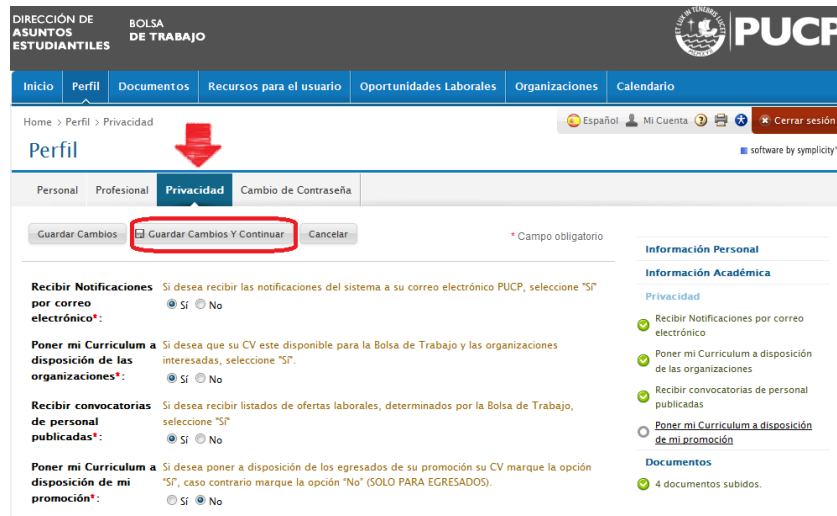 DIRECCIÓN DE
ASUNTOS
ESTUDIANTILES
BOLSA
DE TRABAJO
ET LUX IN TENEBRIS LUCET
MCMXVII
PUCP
Inicio Perfil Documentos Recursos para el usuario Oportunidades Laborales Organizaciones Calendario
Home > Perfil > Privacidad
Español Mi Cuenta Cerrar sesión
Perfil
software by symplicity
Personal Profesional Privacidad Cambio de Contraseña
Guardar Cambios Guardar Cambios Y Continuar Cancelar
* Campo obligatorio
Recibir Notificaciones
por correo
electrónico*:
Si desea recibir las notificaciones del sistema a su correo electrónico PUCP, seleccione "Sí"
Sí No
Poner mi Curriculum a
disposición de las
organizaciones*:
Si desea que su CV este disponible para la Bolsa de Trabajo y las organizaciones
interesadas, seleccione "Sí".
Sí No
Recibir convocatorias
de personal
publicadas*:
Si desea recibir listados de ofertas laborales, determinados por la Bolsa de Trabajo,
seleccione "Sí"
Sí No
Poner mi Curriculum a
disposición de mi
promoción*:
Si desea poner a disposición de los egresados de su promoción su CV marque la opción
"Sí", caso contrario marque la opción "No" (SOLO PARA EGRESADOS).
Sí No
Información Personal
Información Académica
Privacidad
Recibir Notificaciones por correo
electrónico
Poner mi Curriculum a disposición
de las organizaciones
Recibir convocatorias de personal
publicadas
Poner mi Curriculum a disposición
de mi promoción
Documentos
4 documentos subidos.